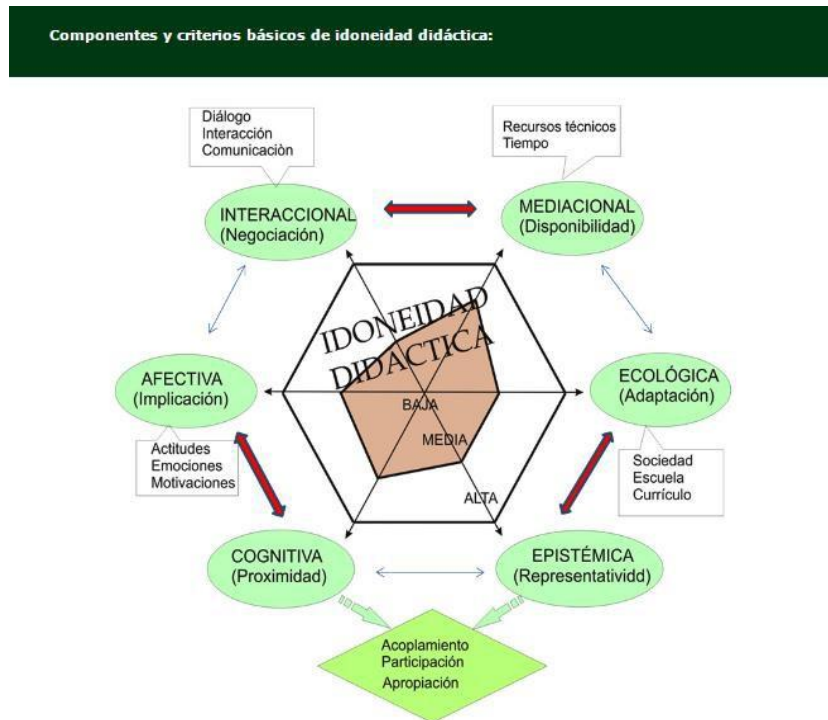 Componentes y criterios básicos de idoneidad didáctica:
Diálogo
Interacción
Comunicaciòn
Recursos técnicos
Tiempo
INTERACCIONAL
(Negociación)
MEDIACIONAL
(Disponibilidad)
IDONEIDAD
DIDÁCTICA
AFECTIVA
(Implicación)
ECOLÓGICA
(Adaptación)
BAJA
MEDIA
ALTA
Actitudes
Emociones
Motivaciones
Sociedad
Escuela
Currículo
COGNITIVA
(Proximidad)
EPISTÉMICA
(Representatividd)
Acoplamiento
Participación
Apropiación